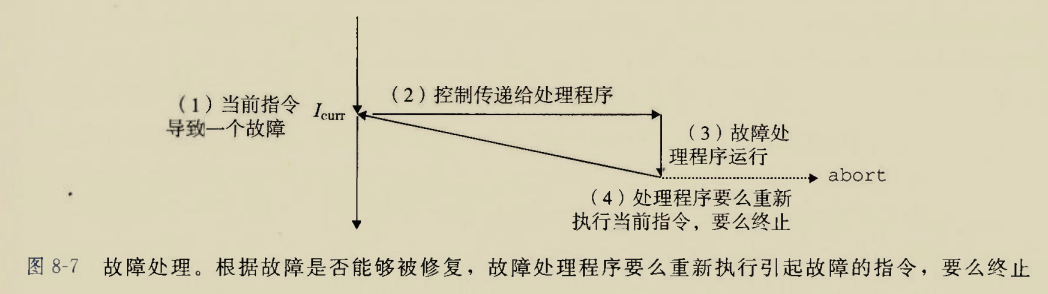 (1)当前指令
导致一个故障
I_curr
(2)控制传递给处理程序
(3)故障处
理程序运行
abort
(4)处理程序要么重新
执行当前指令,要么终止
图 8-7 故障处理。根据故障是否能够被修复,故障处理程序要么重新执行引起故障的指令,要么终止